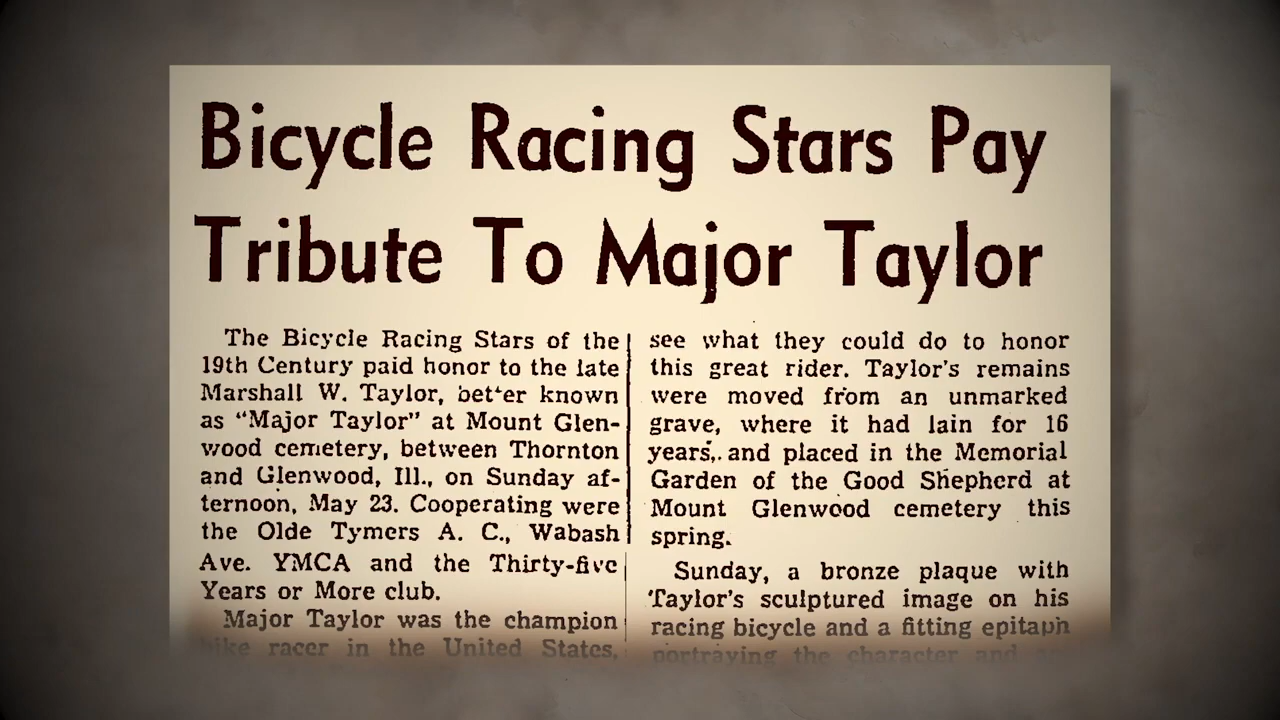 Bicycle Racing Stars Pay
Tribute To Major Taylor
The Bicycle Racing Stars of the
19th Century paid honor to the late
Marshall W. Taylor, better known
as "Major Taylor" at Mount Glen-
wood cemetery, between Thornton
and Glenwood, Ill., on Sunday af-
ternoon, May 23. Cooperating were
the Olde Tymers A. C., Wabash
Ave. YMCA and the Thirty-five
Years or More club.
Major Taylor was the champion
bike racer in the United States,
see what they could do to honor
this great rider. Taylor's remains
were moved from an unmarked
grave, where it had lain for 16
years, and placed in the Memorial
Garden of the Good Shepherd at
Mount Glenwood cemetery this
spring.
Sunday, a bronze plaque with
Taylor's sculptured image on his
racing bicycle and a fitting epitaph
portraying the character and